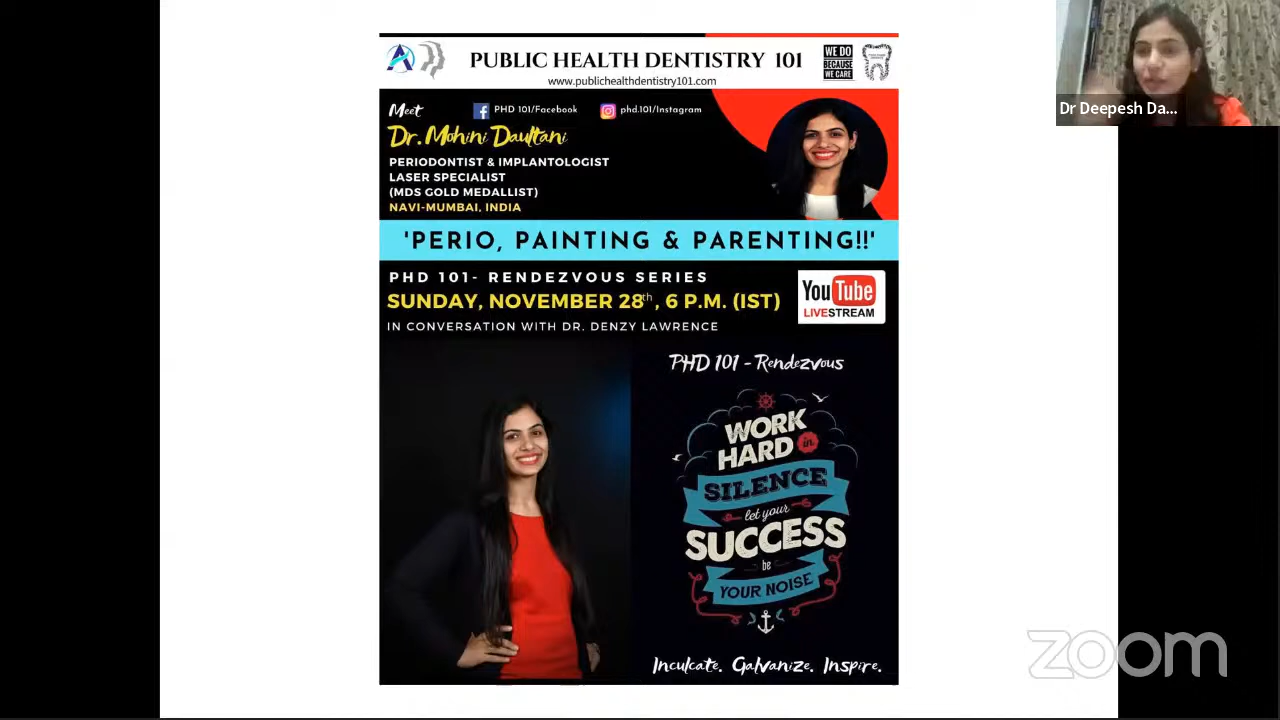 PUBLIC HEALTH DENTISTRY 101
www.publichealthdentistry101.com
WE DO
BECAUSE
WE CARE
Meet
PHD 101/Facebook
phd.101/Instagram
Dr. Mohini Daultani
PERIODONTIST & IMPLANTOLOGIST
LASER SPECIALIST
(MDS GOLD MEDALLIST)
NAVI-MUMBAI, INDIA
'PERIO, PAINTING & PARENTING!!'
PHD 101- RENDEZVOUS SERIES
SUNDAY, NOVEMBER 28th, 6 P.M. (IST)
IN CONVERSATION WITH DR. DENZY LAWRENCE
YouTube
LIVESTREAM
PHD 101 - Rendezvous
WORK
HARD in
SILENCE
let your
SUCCESS
be
YOUR NOISE
Inculcate. Galvanize. Inspire.
Dr Deepesh Da...
zoom